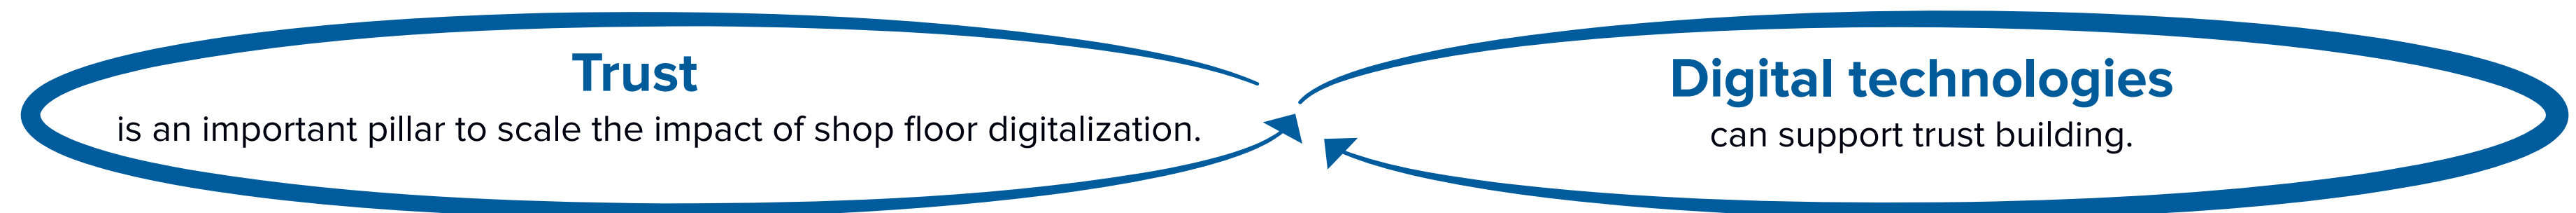 Trust
is an important pillar to scale the impact of shop floor digitalization.
Digital technologies
can support trust building.